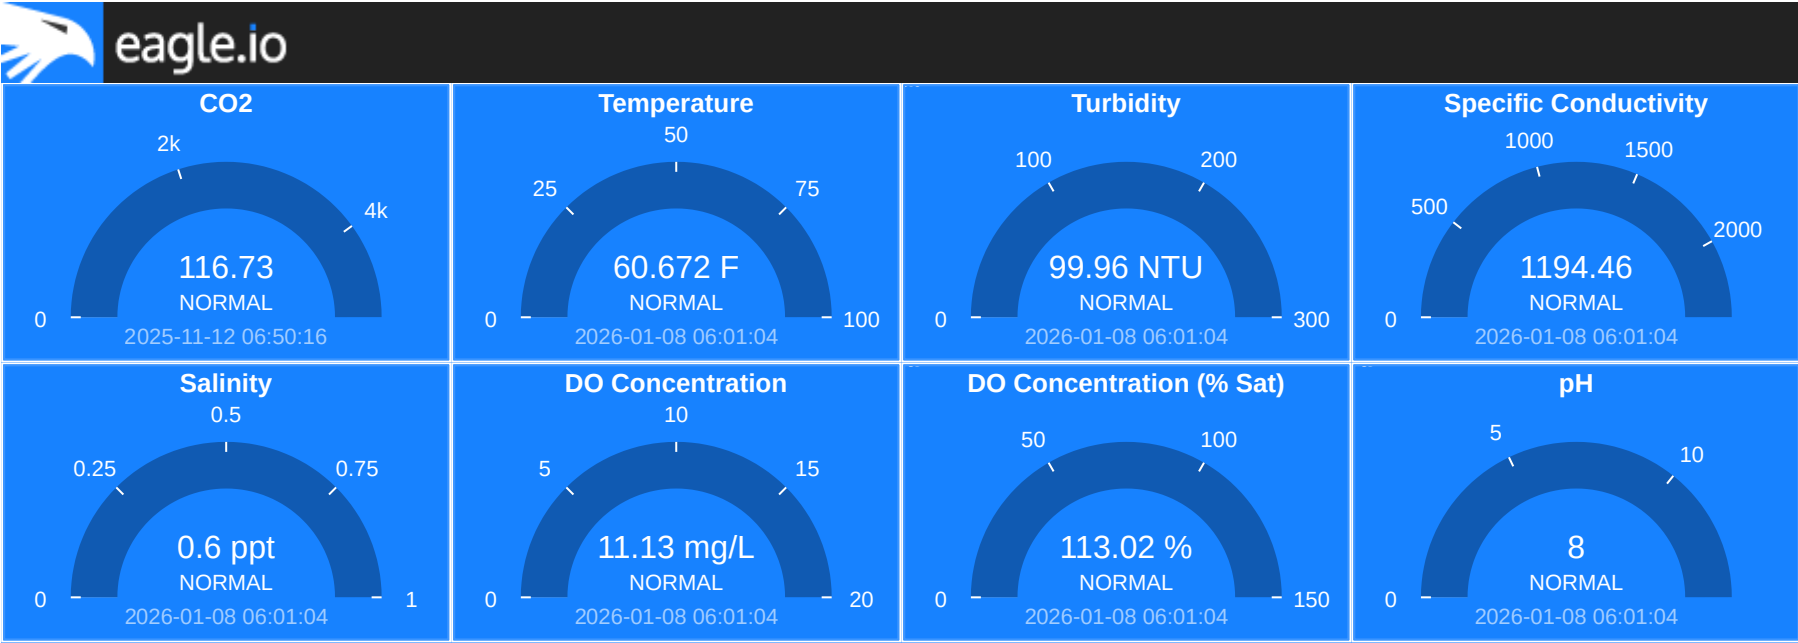 eagle.io
CO2
2k
4k
0
116.73
NORMAL
2025-11-12 06:50:16
Temperature
50
25
75
0
100
60.672 F
NORMAL
2026-01-08 06:01:04
Turbidity
100
200
0
300
99.96 NTU
NORMAL
2026-01-08 06:01:04
Specific Conductivity
1000
1500
500
2000
0
1194.46
NORMAL
2026-01-08 06:01:04
Salinity
0.5
0.25
0.75
0
1
0.6 ppt
NORMAL
2026-01-08 06:01:04
DO Concentration
10
5
15
0
20
11.13 mg/L
NORMAL
2026-01-08 06:01:04
DO Concentration (% Sat)
50
100
0
150
113.02 %
NORMAL
2026-01-08 06:01:04
pH
5
10
0
8
NORMAL
2026-01-08 06:01:04